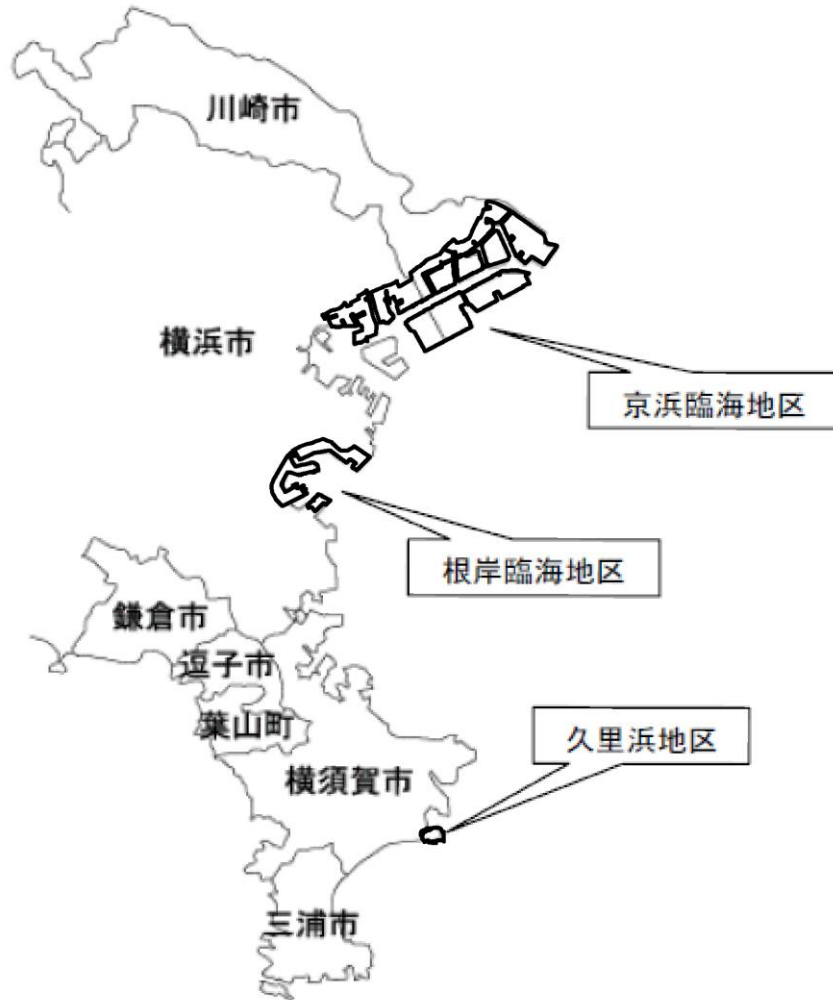 川崎市
横浜市
京浜臨海地区
根岸臨海地区
鎌倉市
逗子市
葉山町
久里浜地区
横須賀市
三浦市